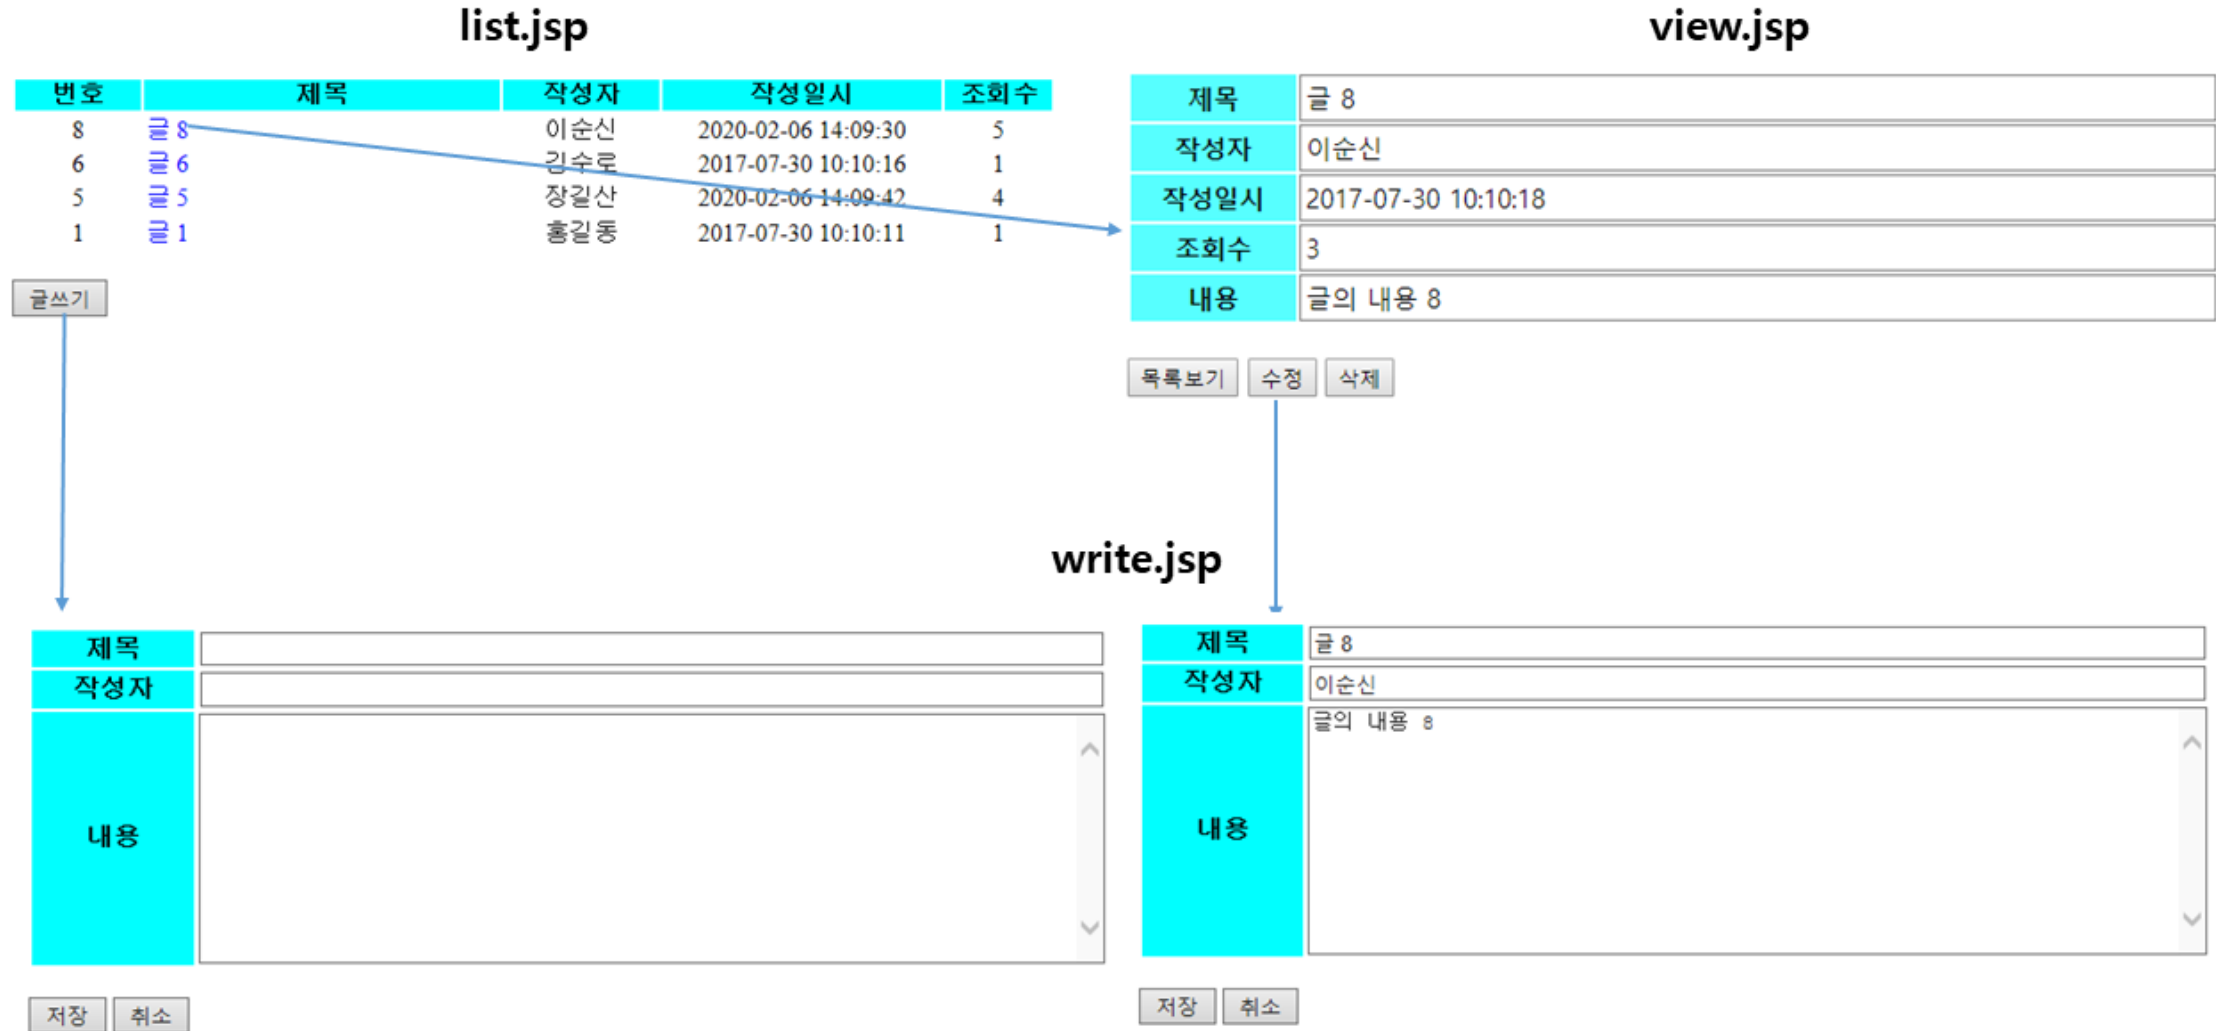 list.jsp
번호 제목 작성자 작성일시 조회수
8 글 8 이순신 2020-02-06 14:09:30 5
6 글 6 김수로 2017-07-30 10:10:16 1
5 글 5 장길산 2020-02-06 14:09:42 4
1 글 1 홍길동 2017-07-30 10:10:11 1
글쓰기
view.jsp
제목 글 8
작성자 이순신
작성일시 2017-07-30 10:10:18
조회수 3
내용 글의 내용 8
목록보기 수정 삭제
write.jsp
제목
작성자
내용
저장 취소
제목 글 8
작성자 이순신
내용 글의 내용 8
저장 취소